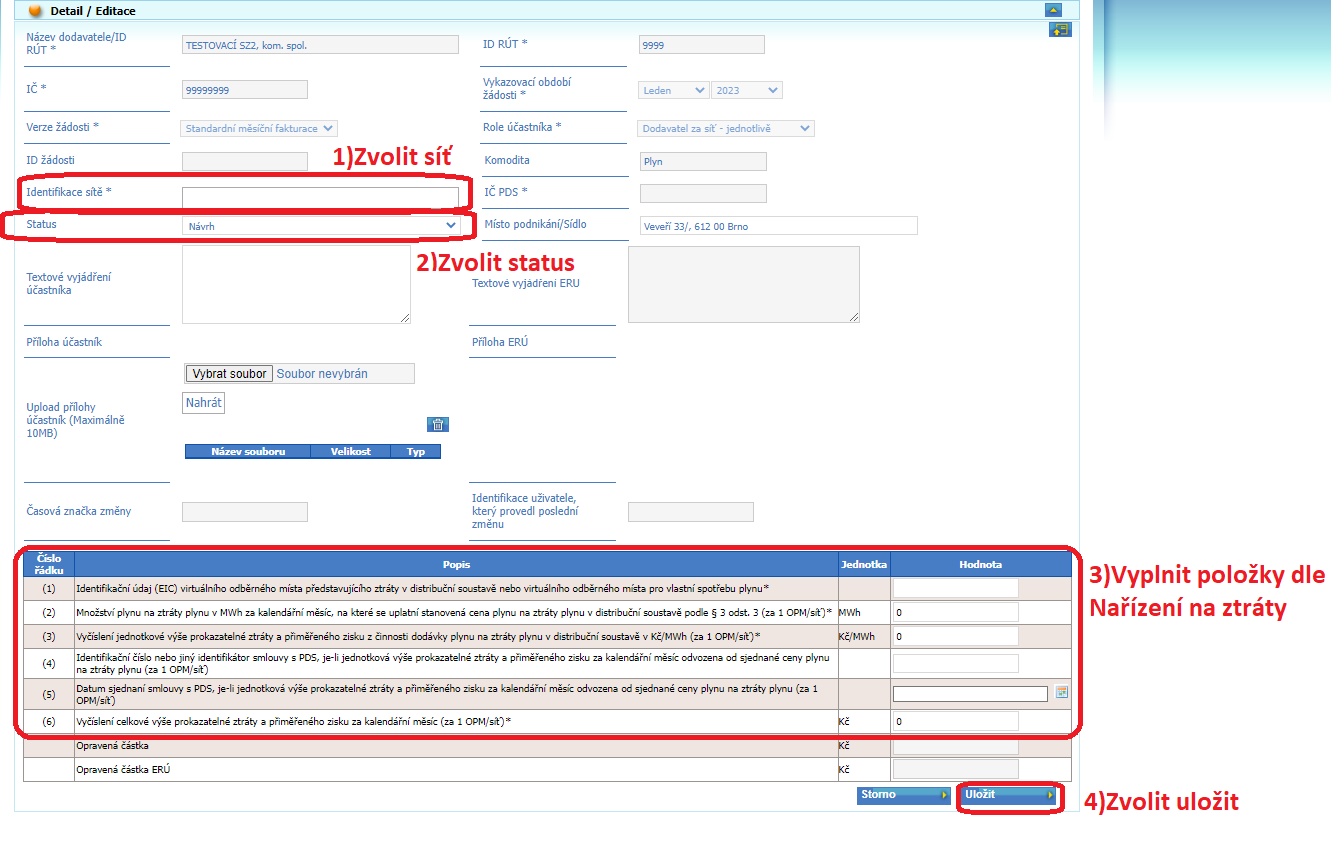 Detail / Editace
Název dodavatele/ID
RÚT *
TESTOVACÍ SZ2, kom. spol.
ID RÚT *
9999
IČ *
99999999
Vykazovací období
žádosti *
Leden
2023
Verze žádosti *
Standardní měsíční fakturace
Role účastníka *
Dodavatel za síť - jednotlivě
ID žádosti
1)Zvolit síť
Komodita
Plyn
Identifikace sítě *
IČ PDS *
Status
Návrh
Místo podnikání/Sídlo
Veveří 33/, 612 00 Brno
2)Zvolit status
Textové vyjádření
účastníka
Textové vyjádření ERÚ
Příloha účastník
Příloha ERÚ
Vybrat soubor Soubor nevybrán
Nahrát
Upload přílohy
účastník (Maximálně
10MB)
Název souboru Velikost Typ
Časová značka změny
Identifikace uživatele,
který provedl poslední
změnu
Číslo
řádku
Popis
Jednotka
Hodnota
(1) Identifikační údaj (EIC) virtuálního odběrného místa představujícího ztráty v distribuční soustavě nebo virtuálního odběrného místa pro vlastní spotřebu plynu*
3)Vyplnit položky dle
Nařízení na ztráty
(2) Množství plynu na ztráty plynu v MWh za kalendářní měsíc, na které se uplatní stanovená cena plynu na ztráty plynu v distribuční soustavě podle § 3 odst. 3 (za 1 OPM/síť)* MWh 0
(3) Vyčíslení jednotkové výše prokazatelné ztráty a přiměřeného zisku z činnosti dodávky plynu na ztráty plynu v distribuční soustavě v Kč/MWh (za 1 OPM/síť)* Kč/MWh 0
(4) Identifikační číslo nebo jiný identifikátor smlouvy s PDS, je-li jednotková výše prokazatelné ztráty a přiměřeného zisku za kalendářní měsíc odvozena od sjednané ceny plynu
na ztráty plynu (za 1 OPM/síť)
(5) Datum sjednaní smlouvy s PDS, je-li jednotková výše prokazatelné ztráty a přiměřeného zisku za kalendářní měsíc odvozena od sjednané ceny plynu na ztráty plynu (za 1
OPM/síť)
(6) Vyčíslení celkové výše prokazatelné ztráty a přiměřeného zisku za kalendářní měsíc (za 1 OPM/síť)* Kč 0
Opravená částka Kč
Opravená částka ERÚ Kč
Storno
Uložit
4)Zvolit uložit